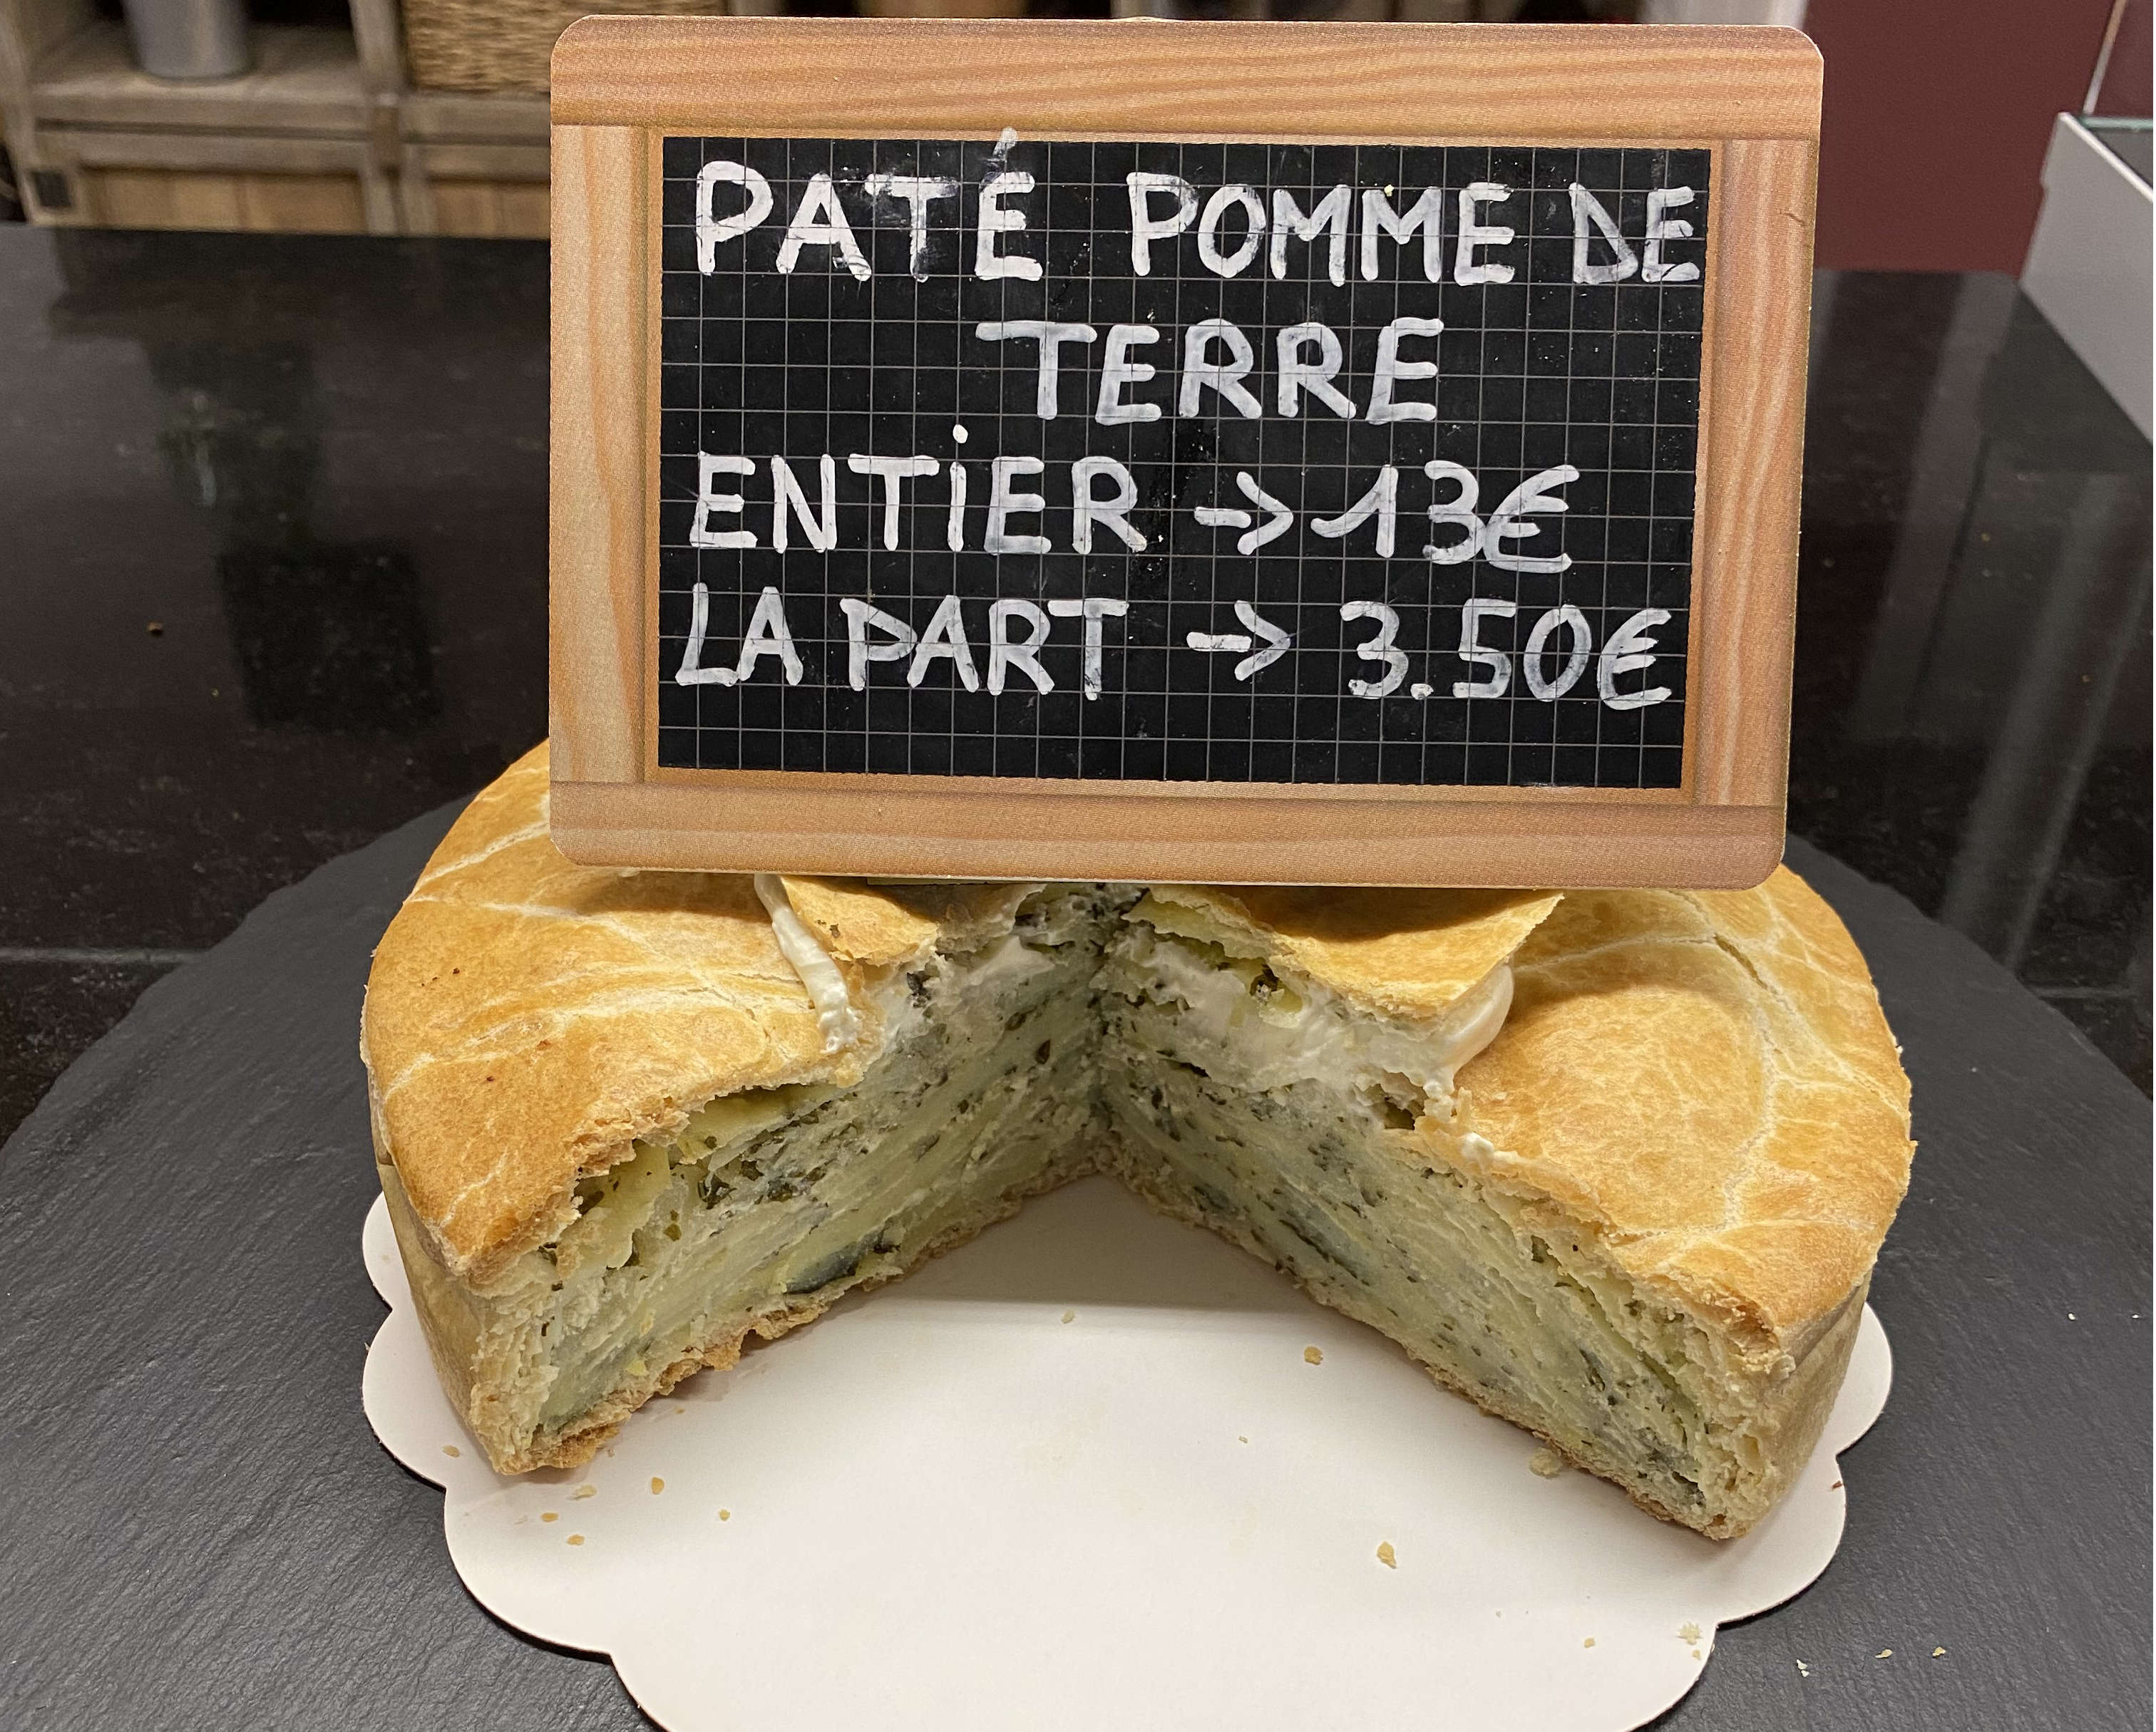 PATÉ POMME DE
TERRE
ENTiER -> 13€
LA PART -> 3.50€